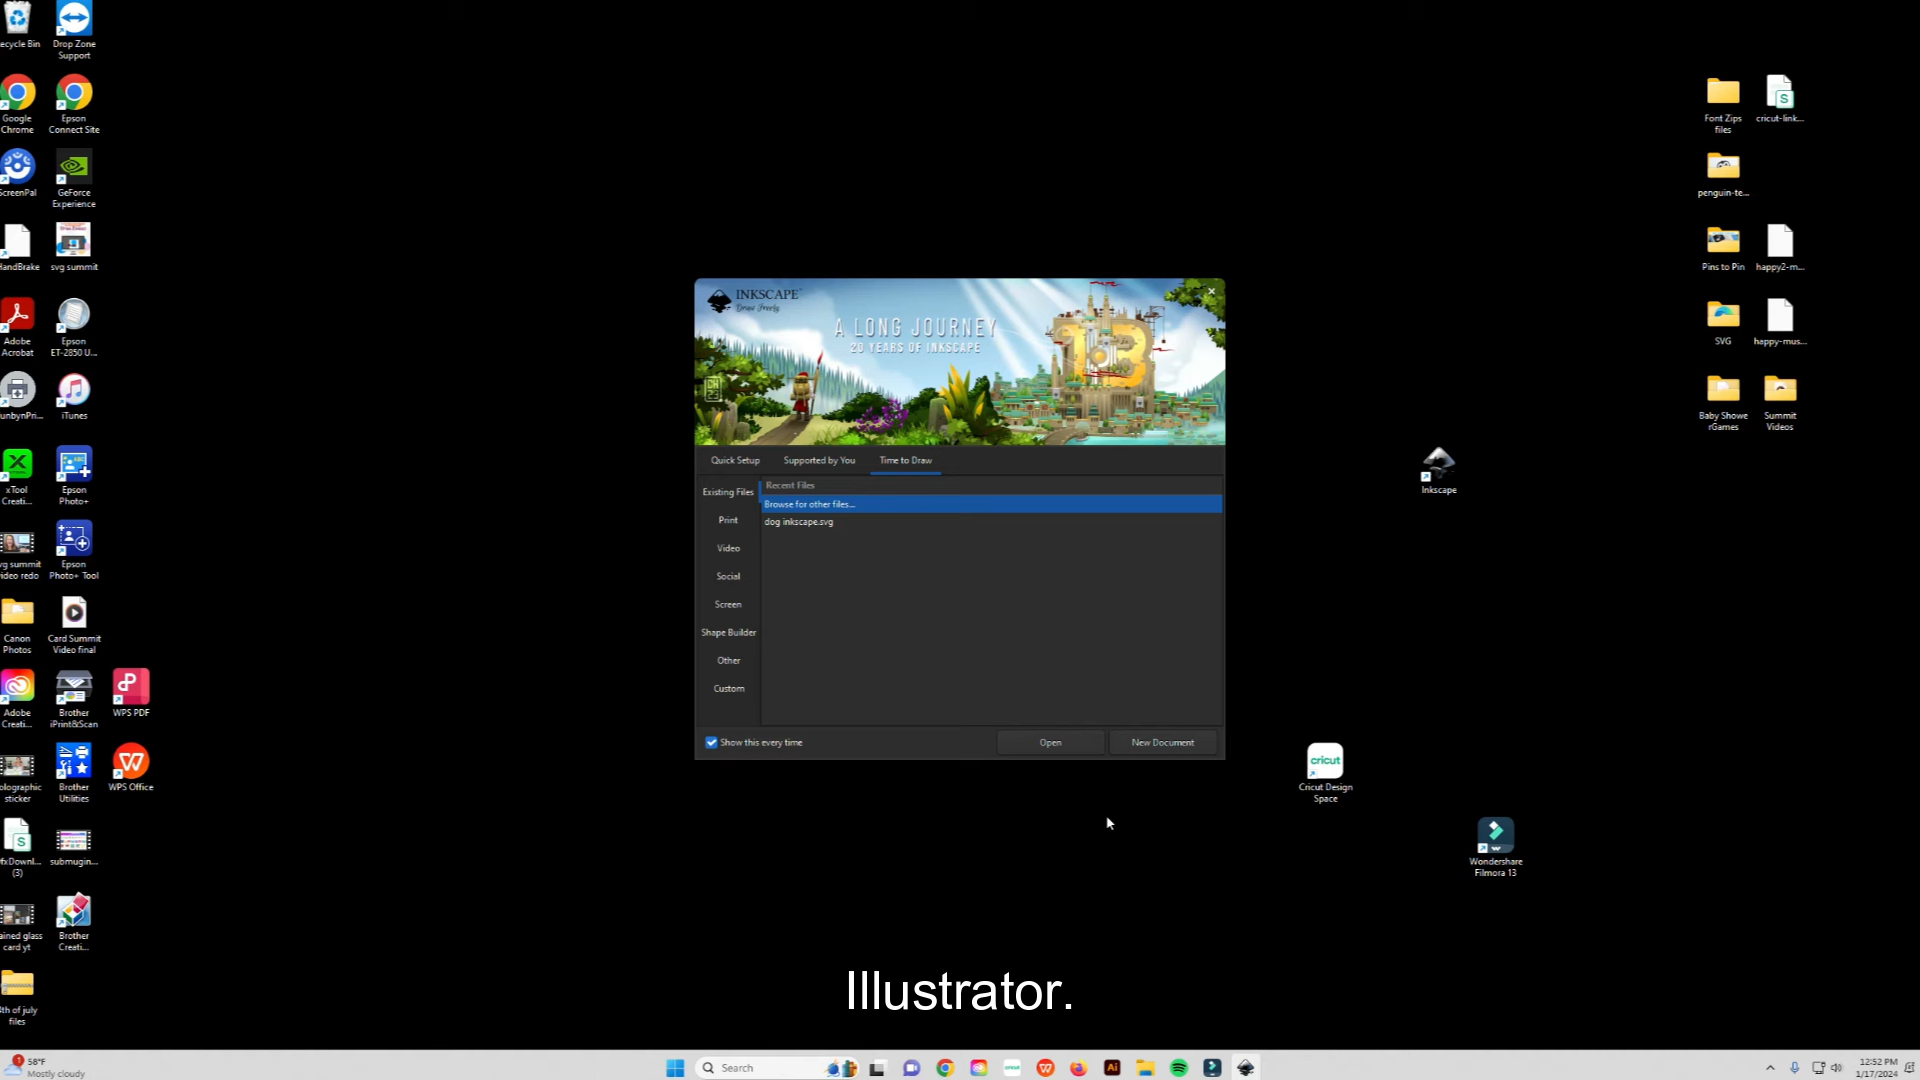 ecycle Bin
Drop Zone
Support
Google
Chrome
Epson
Connect Site
ScreenPal
GeForce
Experience
HandBrake
svg summit
Adobe
Acrobat
Epson
ET-2850 U...
unbynPri...
iTunes
xTool
Creati...
Epson
Photo+
vg summit
video redo
Epson
Photo+ Tool
Canon
Photos
Card Summit
Video final
Adobe
Creati...
Brother
iPrint&Scan
WPS PDF
olographic
sticker
Brother
Utilities
WPS Office
fxDownl...
(3)
submugin...
ained glass
card yt
Brother
Creati...
4th of july
files
INKSCAPE
Draw Freely.
A LONG JOURNEY
20 YEARS OF INKSCAPE
Quick Setup
Supported by You
Time to Draw
Existing Files
Print
Video
Social
Screen
Shape Builder
Other
Custom
Recent Files
Browse for other files...
dog inkscape.svg
Show this every time
Open
New Document
Inkscape
Cricut Design
Space
Wondershare
Filmora 13
Font Zips
files
cricut-link...
penguin-te...
Pins to Pin
happy2-m...
SVG
happy-mus...
Baby Showe
rGames
Summit
Videos
Illustrator.
58°F
Mostly cloudy
Search
12:52 PM
1/17/2024